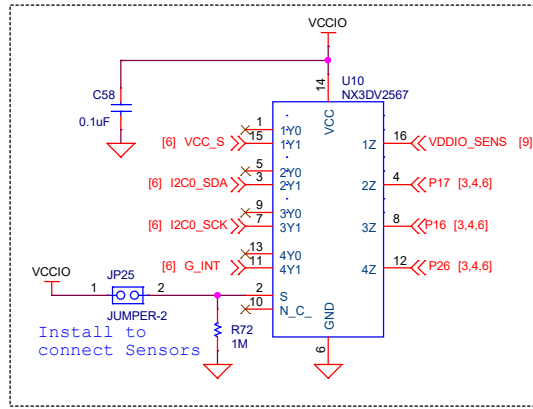 VCCIO
C58
0.1uF
14
U10
NX3DV2567
VCC
1
1Y0
[6] VCC_S
15
1Y1
1Z
16
VDDIO_SENS [9]
5
2Y0
[6] I2C0_SDA
3
2Y1
2Z
4
P17 [3,4,6]
9
3Y0
[6] I2C0_SCK
7
3Y1
3Z
8
P16 [3,4,6]
13
4Y0
[6] G_INT
11
4Y1
4Z
12
P26 [3,4,6]
VCCIO
JP25
1
2
2
S
JUMPER-2
10
N_C_
GND
Install to
connect Sensors
R72
1M
6